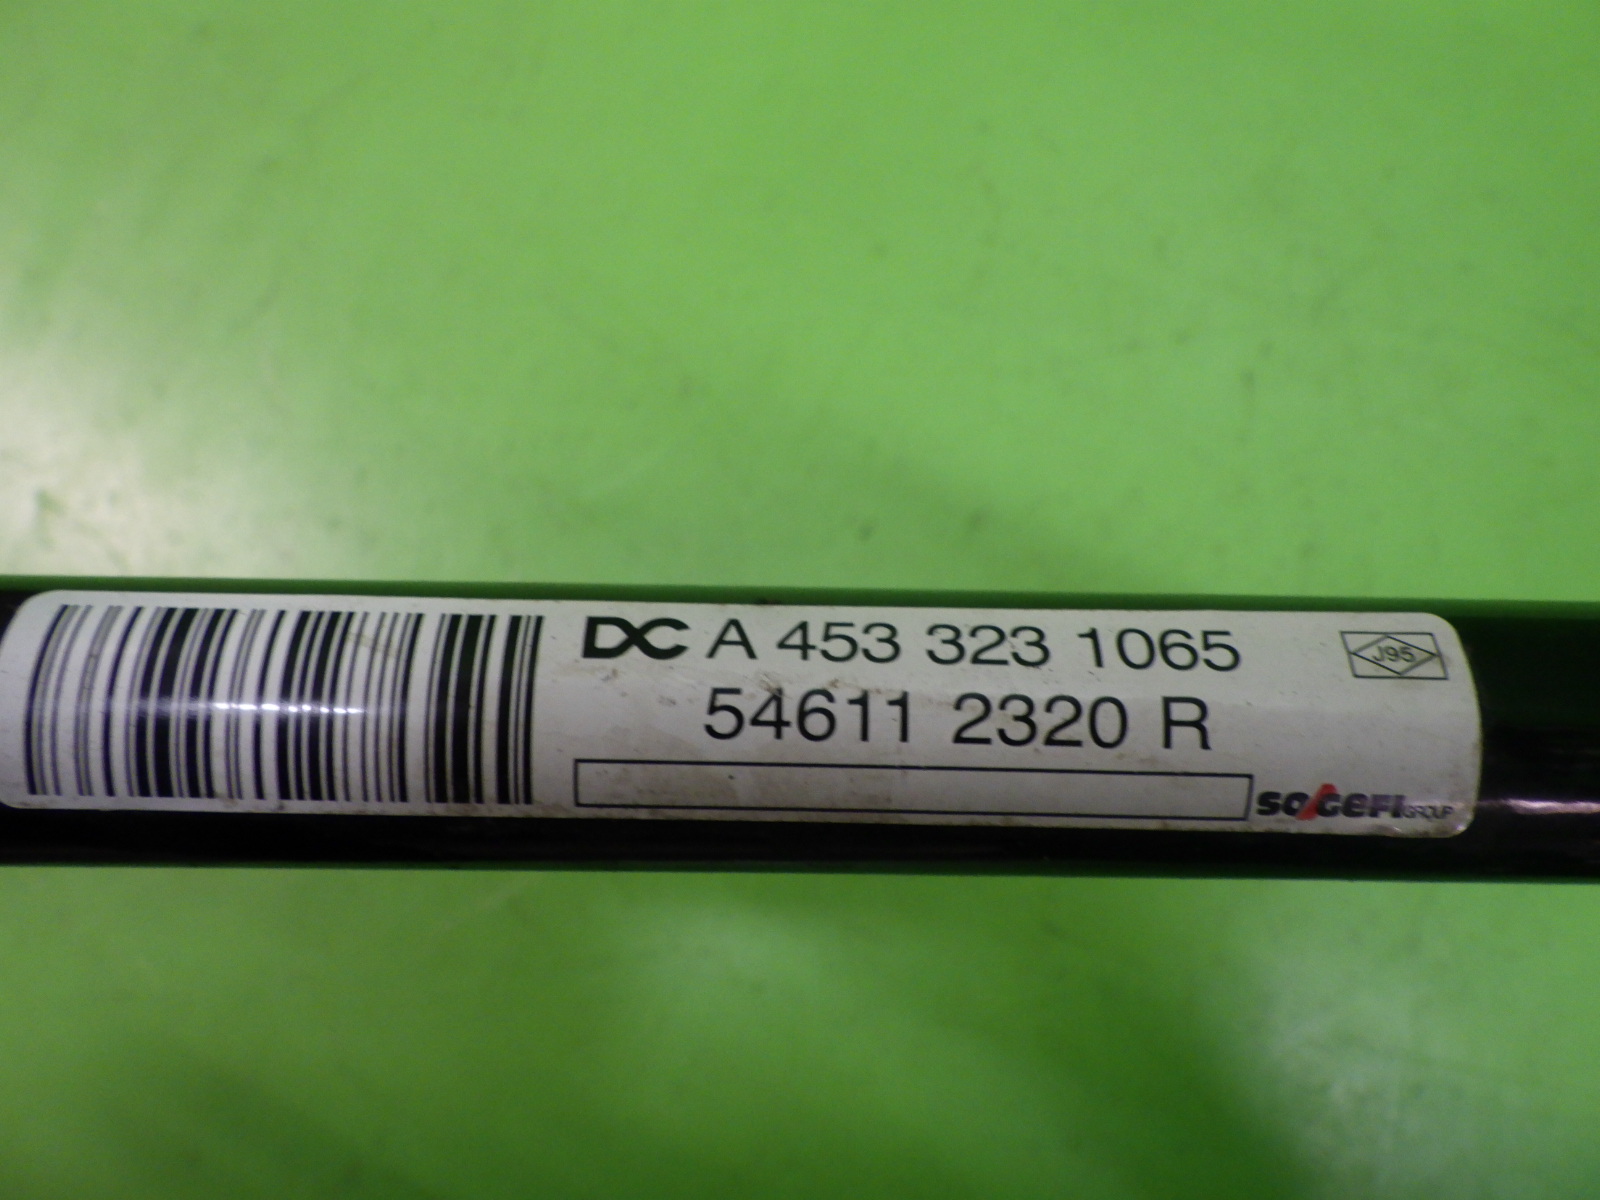 DC A 453 323 1065
J95
54611 2320 R
SOGEFI GROUP